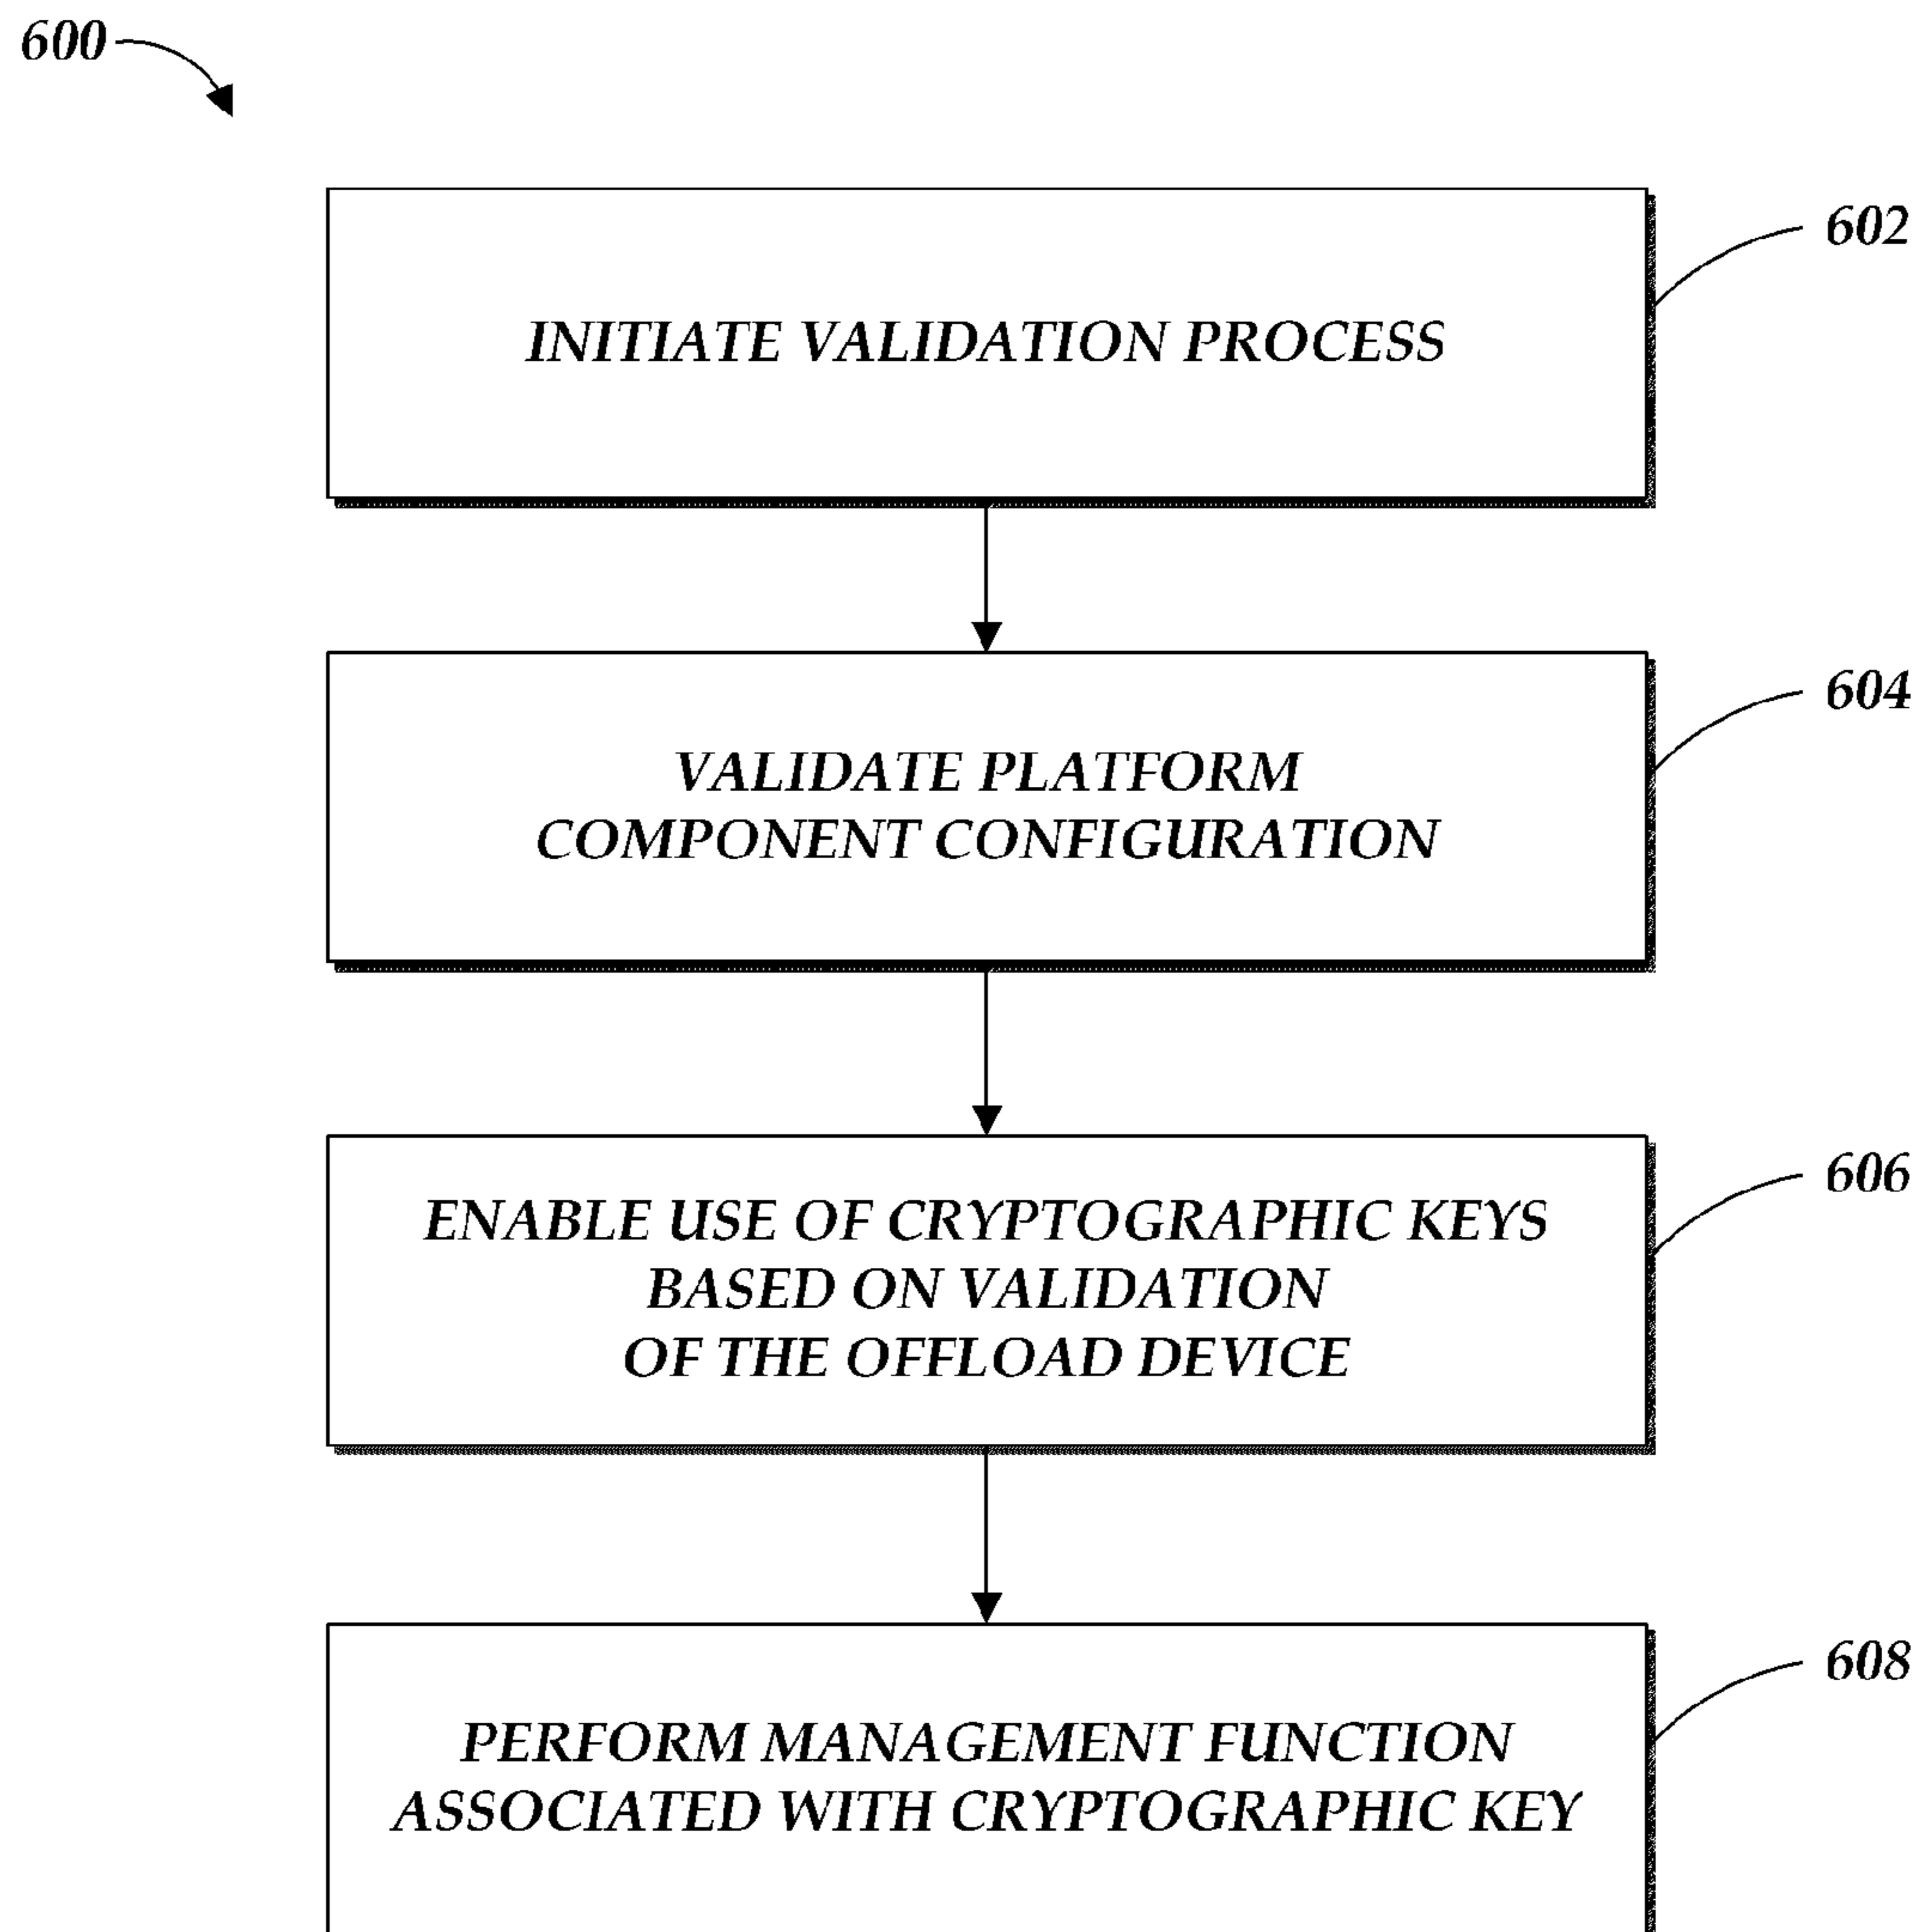 600
602
INITIATE VALIDATION PROCESS
604
VALIDATE PLATFORM
COMPONENT CONFIGURATION
606
ENABLE USE OF CRYPTOGRAPHIC KEYS
BASED ON VALIDATION
OF THE OFFLOAD DEVICE
608
PERFORM MANAGEMENT FUNCTION
ASSOCIATED WITH CRYPTOGRAPHIC KEY